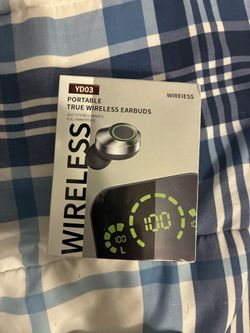 YD03
WIREIESS
PORTABLE
TRUE WIRELESS EARBUDS
WIRELESS
100
100
L